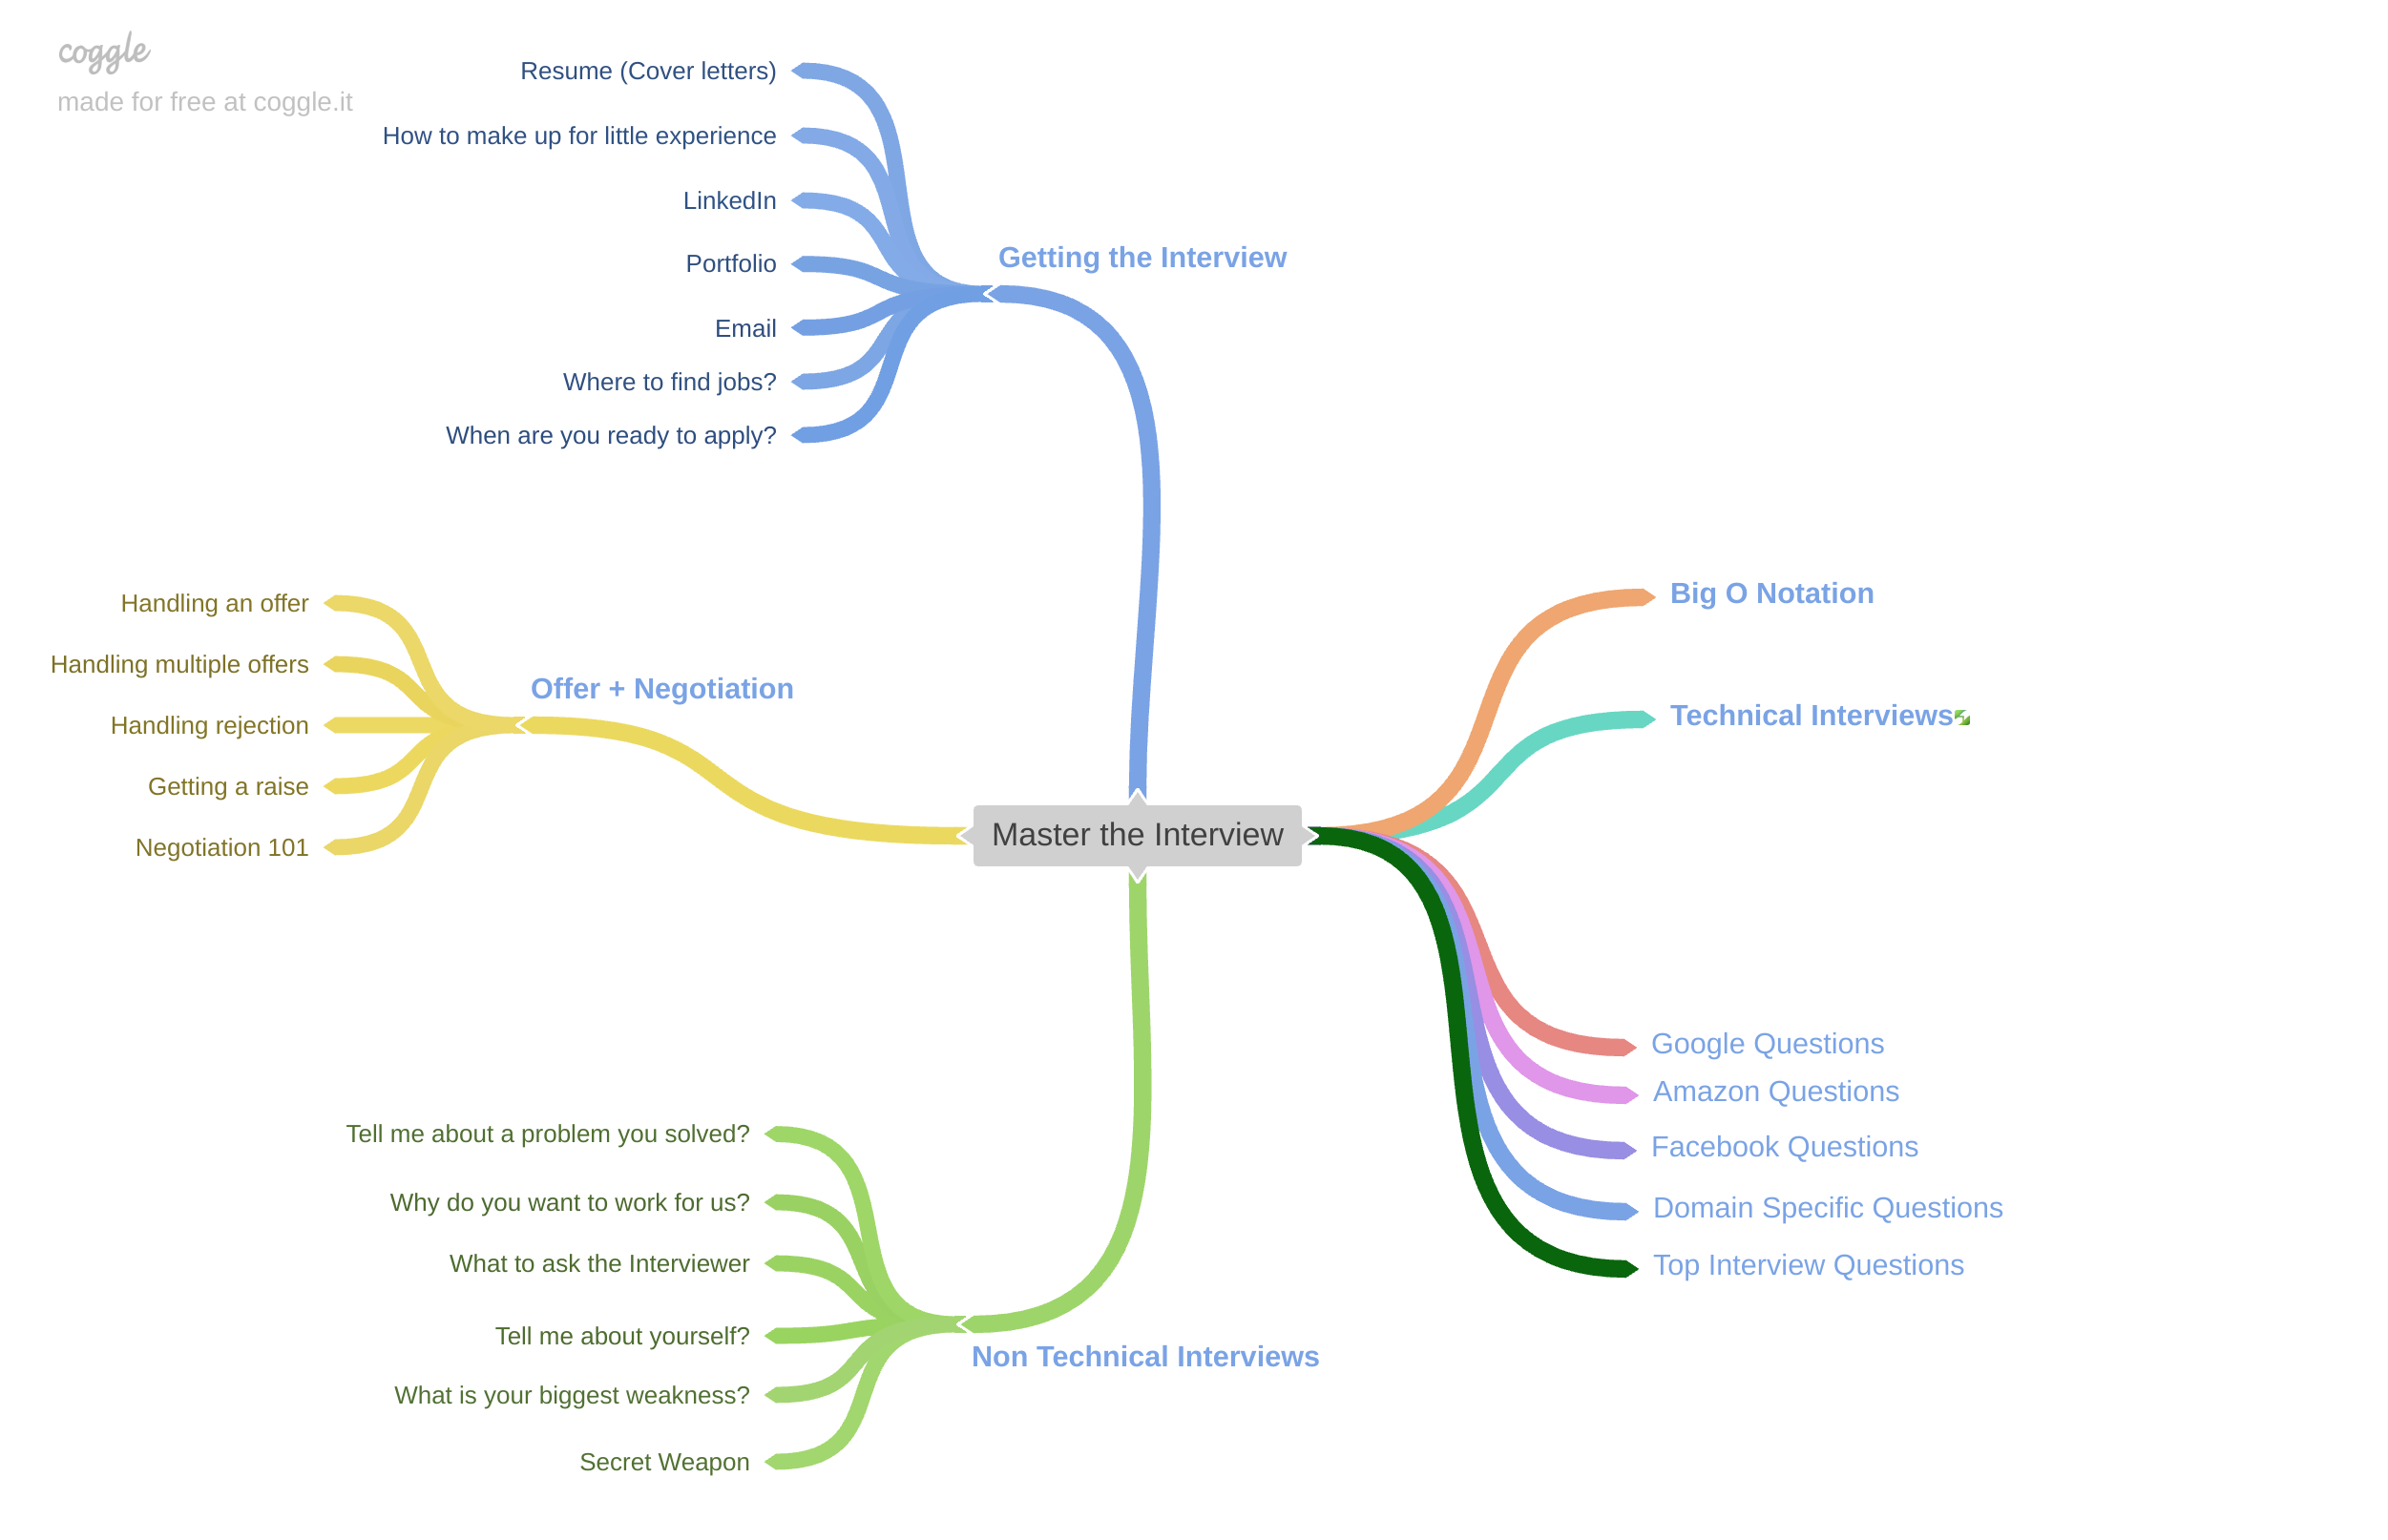 coggle
made for free at coggle.it
Resume (Cover letters)
How to make up for little experience
LinkedIn
Portfolio
Email
Where to find jobs?
When are you ready to apply?
Getting the Interview
Handling an offer
Handling multiple offers
Handling rejection
Getting a raise
Negotiation 101
Offer + Negotiation
Master the Interview
Big O Notation
Technical Interviews
Google Questions
Amazon Questions
Facebook Questions
Domain Specific Questions
Top Interview Questions
Tell me about a problem you solved?
Why do you want to work for us?
What to ask the Interviewer
Tell me about yourself?
What is your biggest weakness?
Secret Weapon
Non Technical Interviews